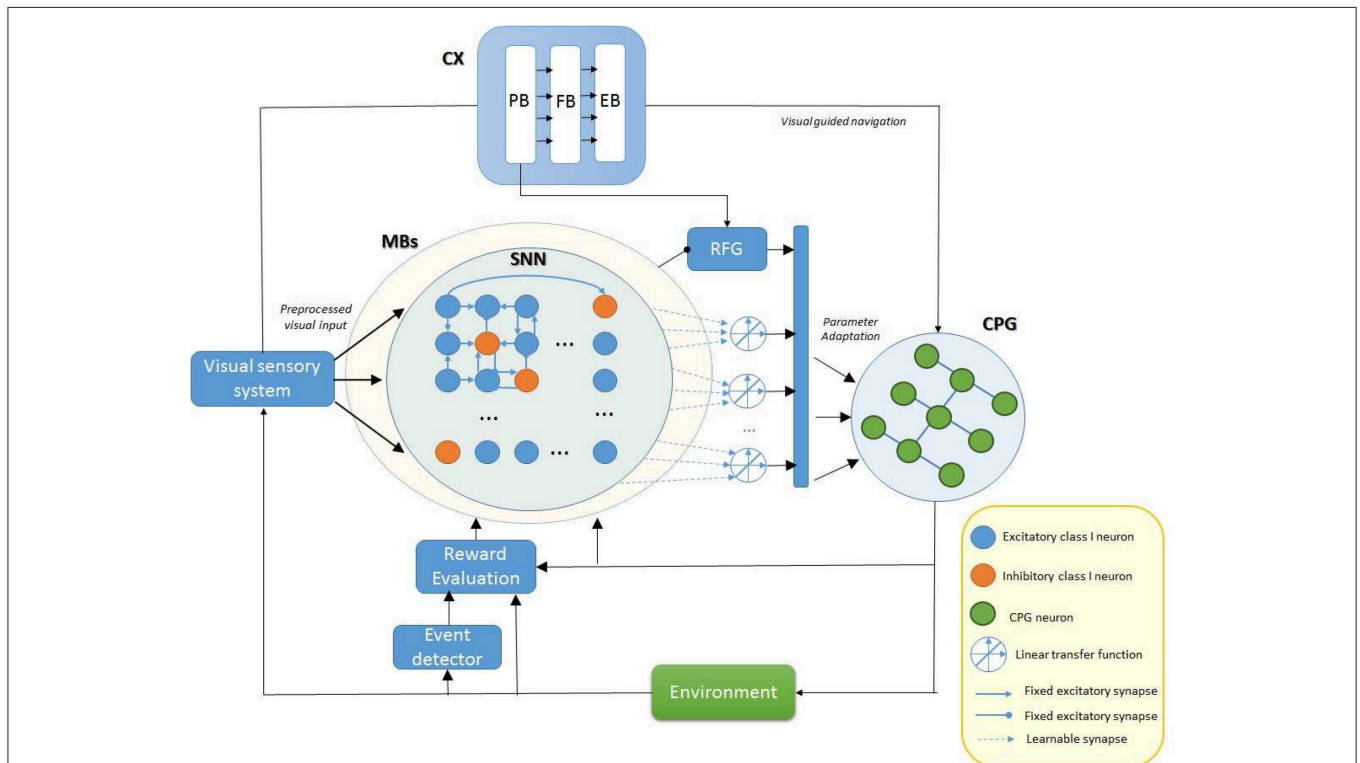 CX
PB
FB
EB
Visual guided navigation
MBs
RFG
SNN
Preprocessed
visual input
Parameter
Adaptation
CPG
Visual sensory
system
...
...
...
...
...
...
Reward
Evaluation
Event
detector
Environment
Excitatory class I neuron
Inhibitory class I neuron
CPG neuron
Linear transfer function
Fixed excitatory synapse
Fixed excitatory synapse
Learnable synapse